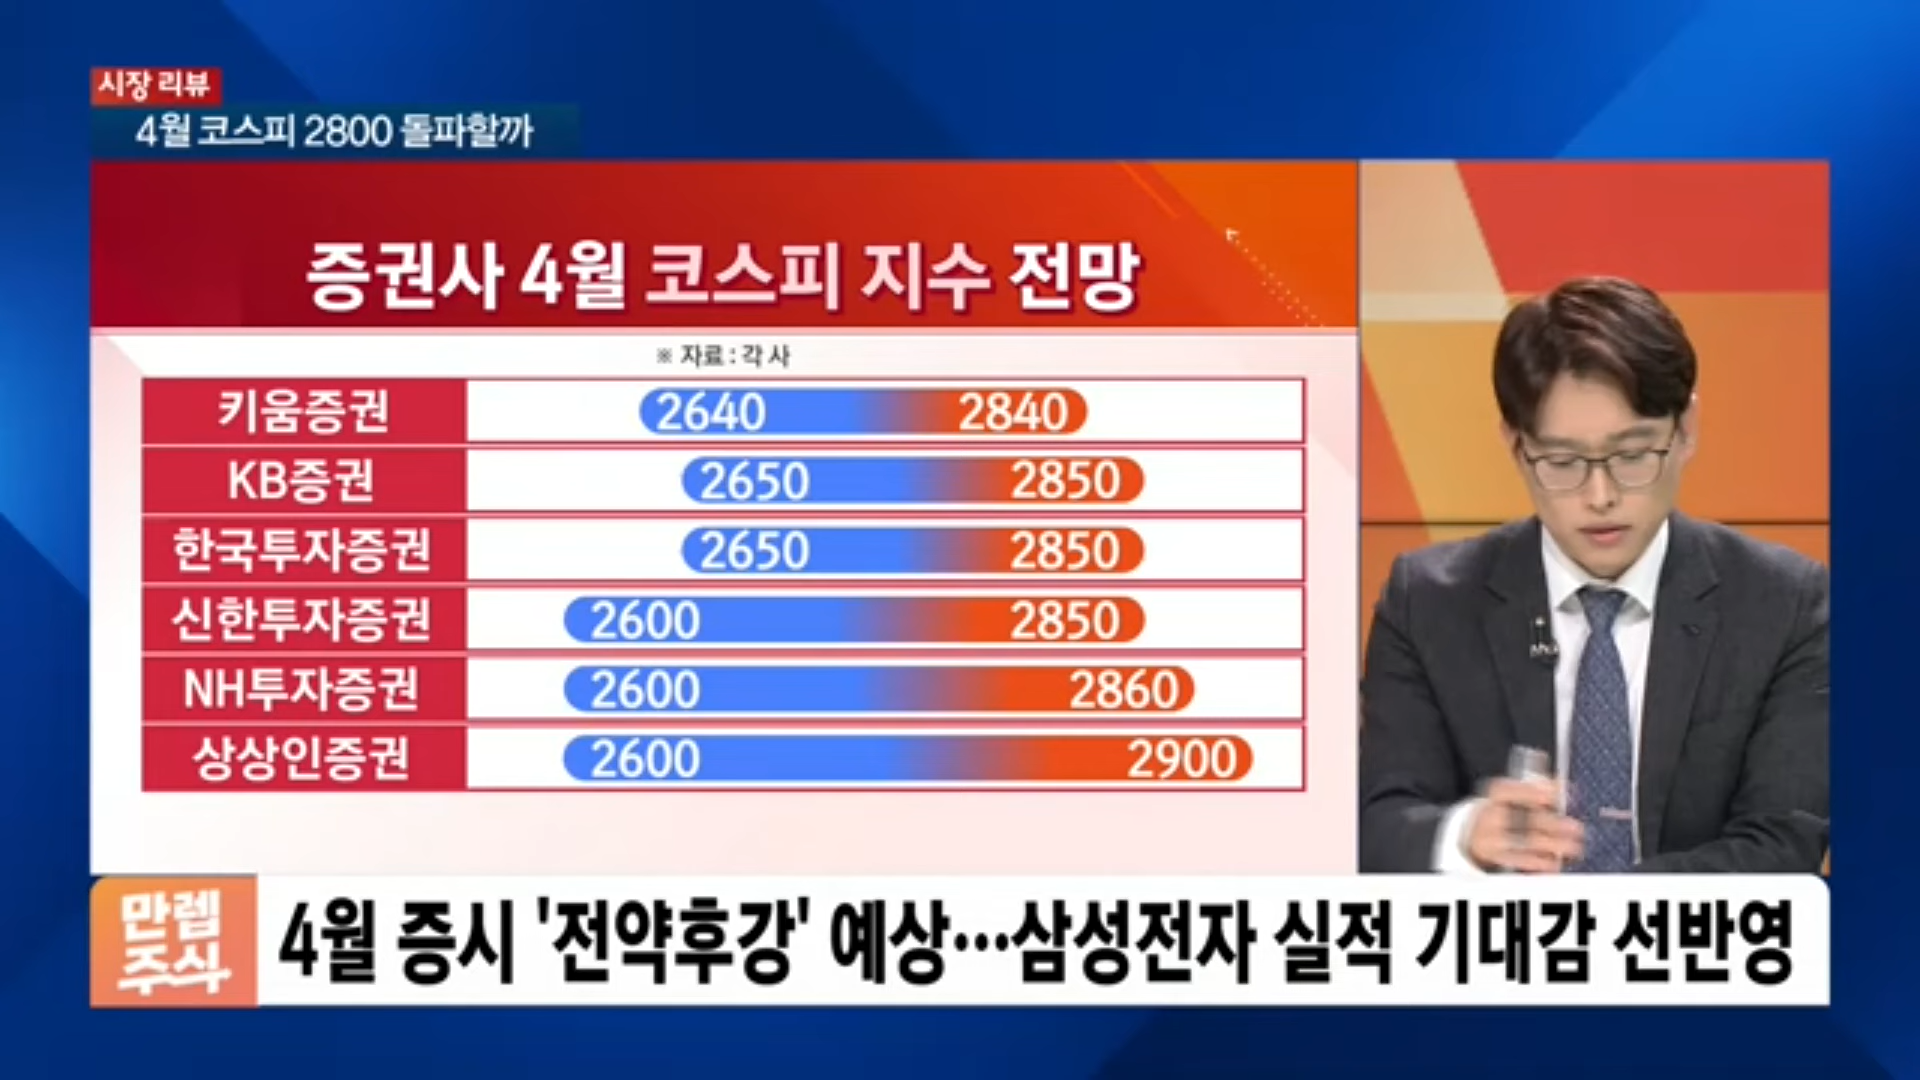 시장 리뷰
4월 코스피 2800 돌파할까
증권사 4월 코스피 지수 전망
※ 자료 : 각 사
키움증권 2640 2840
KB증권 2650 2850
한국투자증권 2650 2850
신한투자증권 2600 2850
NH투자증권 2600 2860
상상인증권 2600 2900
만렙
주식
4월 증시 '전약후강' 예상…삼성전자 실적 기대감 선반영